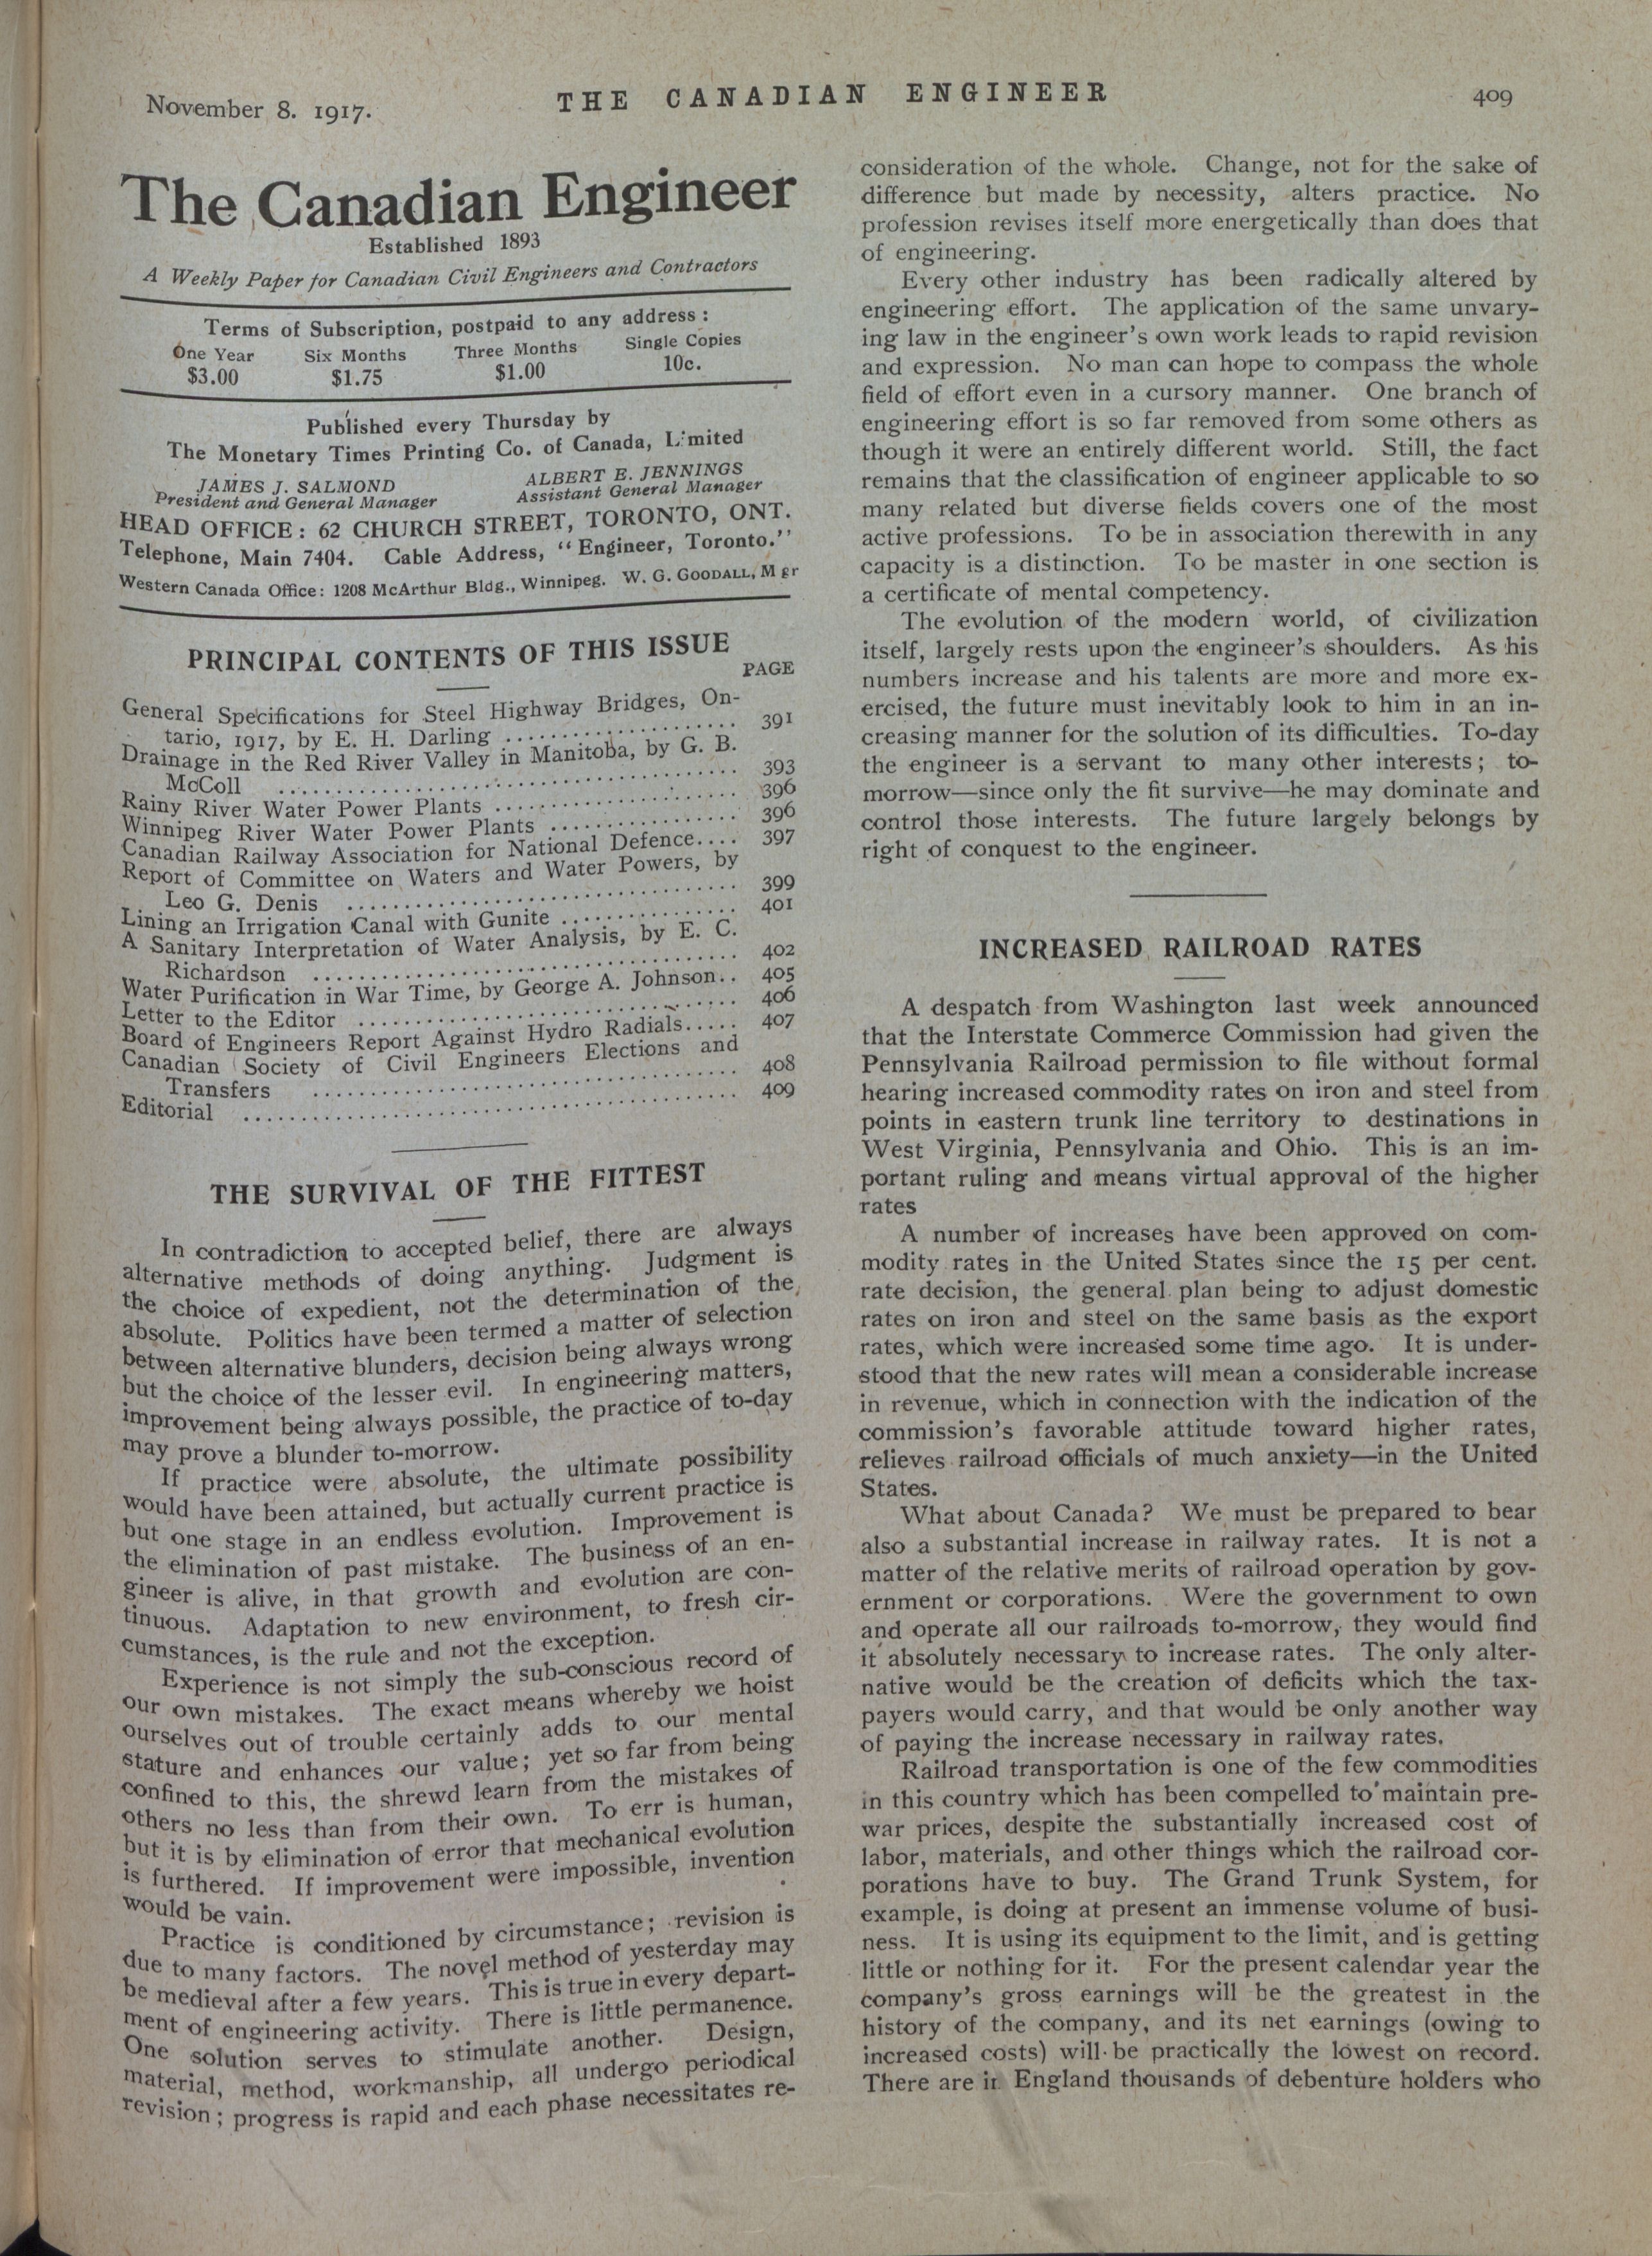 November 8. 1917.
THE CANADIAN ENGINEER
409
The Canadian Engineer
Established 1893
A Weekly Paper for Canadian Civil Engineers and Contractors
Terms of Subscription, postpaid to any address:
One Year Six Months Three Months Single Copies
$3.00 $1.75 $1.00 10c.
Published every Thursday by
The Monetary Times Printing Co. of Canada, Limited
JAMES J. SALMOND ALBERT E. JENNINGS
President and General Manager Assistant General Manager
HEAD OFFICE: 62 CHURCH STREET, TORONTO, ONT.
Telephone, Main 7404. Cable Address, "Engineer, Toronto."
Western Canada Office: 1208 McArthur Bldg., Winnipeg. W. G. GOODALL, Mgr
PRINCIPAL CONTENTS OF THIS ISSUE
PAGE
General Specifications for Steel Highway Bridges, On-
tario, 1917, by E. H. Darling ........................ 391
Drainage in the Red River Valley in Manitoba, by G. B.
McColl ........................................ 393
Rainy River Water Power Plants ........................ 396
Winnipeg River Water Power Plants .................. 396
Canadian Railway Association for National Defence.... 397
Report of Committee on Waters and Water Powers, by
Leo G. Denis .................................. 399
Lining an Irrigation Canal with Gunite ................ 401
A Sanitary Interpretation of Water Analysis, by E. C.
Richardson ..................................... 402
Water Purification in War Time, by George A. Johnson.. 405
Letter to the Editor .................................. 406
Board of Engineers Report Against Hydro Radials..... 407
Canadian Society of Civil Engineers Elections and
Transfers ..................................... 408
Editorial ............................................ 409
THE SURVIVAL OF THE FITTEST
In contradiction to accepted belief, there are always
alternative methods of doing anything. Judgment is
the choice of expedient, not the determination of the
absolute. Politics have been termed a matter of selection
between alternative blunders, decision being always wrong
but the choice of the lesser evil. In engineering matters,
improvement being always possible, the practice of to-day
may prove a blunder to-morrow.
If practice were absolute, the ultimate possibility
would have been attained, but actually current practice is
but one stage in an endless evolution. Improvement is
the elimination of past mistake. The business of an en-
gineer is alive, in that growth and evolution are con-
tinuous. Adaptation to new environment, to fresh cir-
cumstances, is the rule and not the exception.
Experience is not simply the sub-conscious record of
our own mistakes. The exact means whereby we hoist
ourselves out of trouble certainly adds to our mental
stature and enhances our value; yet so far from being
confined to this, the shrewd learn from the mistakes of
others no less than from their own. To err is human,
but it is by elimination of error that mechanical evolution
is furthered. If improvement were impossible, invention
would be vain.
Practice is conditioned by circumstance; revision is
due to many factors. The novel method of yesterday may
be medieval after a few years. This is true in every depart-
ment of engineering activity. There is little permanence.
One solution serves to stimulate another. Design,
material, method, workmanship, all undergo periodical
revision; progress is rapid and each phase necessitates re-
consideration of the whole. Change, not for the sake of
difference but made by necessity, alters practice. No
profession revises itself more energetically than does that
of engineering.
Every other industry has been radically altered by
engineering effort. The application of the same unvary-
ing law in the engineer's own work leads to rapid revision
and expression. No man can hope to compass the whole
field of effort even in a cursory manner. One branch of
engineering effort is so far removed from some others as
though it were an entirely different world. Still, the fact
remains that the classification of engineer applicable to so
many related but diverse fields covers one of the most
active professions. To be in association therewith in any
capacity is a distinction. To be master in one section is
a certificate of mental competency.
The evolution of the modern world, of civilization
itself, largely rests upon the engineer's shoulders. As his
numbers increase and his talents are more and more ex-
ercised, the future must inevitably look to him in an in-
creasing manner for the solution of its difficulties. To-day
the engineer is a servant to many other interests; to-
morrow—since only the fit survive—he may dominate and
control those interests. The future largely belongs by
right of conquest to the engineer.
INCREASED RAILROAD RATES
A despatch from Washington last week announced
that the Interstate Commerce Commission had given the
Pennsylvania Railroad permission to file without formal
hearing increased commodity rates on iron and steel from
points in eastern trunk line territory to destinations in
West Virginia, Pennsylvania and Ohio. This is an im-
portant ruling and means virtual approval of the higher
rates
A number of increases have been approved on com-
modity rates in the United States since the 15 per cent.
rate decision, the general plan being to adjust domestic
rates on iron and steel on the same basis as the export
rates, which were increased some time ago. It is under-
stood that the new rates will mean a considerable increase
in revenue, which in connection with the indication of the
commission's favorable attitude toward higher rates,
relieves railroad officials of much anxiety—in the United
States.
What about Canada? We must be prepared to bear
also a substantial increase in railway rates. It is not a
matter of the relative merits of railroad operation by gov-
ernment or corporations. Were the government to own
and operate all our railroads to-morrow, they would find
it absolutely necessary to increase rates. The only alter-
native would be the creation of deficits which the tax-
payers would carry, and that would be only another way
of paying the increase necessary in railway rates.
Railroad transportation is one of the few commodities
in this country which has been compelled to maintain pre-
war prices, despite the substantially increased cost of
labor, materials, and other things which the railroad cor-
porations have to buy. The Grand Trunk System, for
example, is doing at present an immense volume of busi-
ness. It is using its equipment to the limit, and is getting
little or nothing for it. For the present calendar year the
company's gross earnings will be the greatest in the
history of the company, and its net earnings (owing to
increased costs) will be practically the lowest on record.
There are in England thousands of debenture holders who